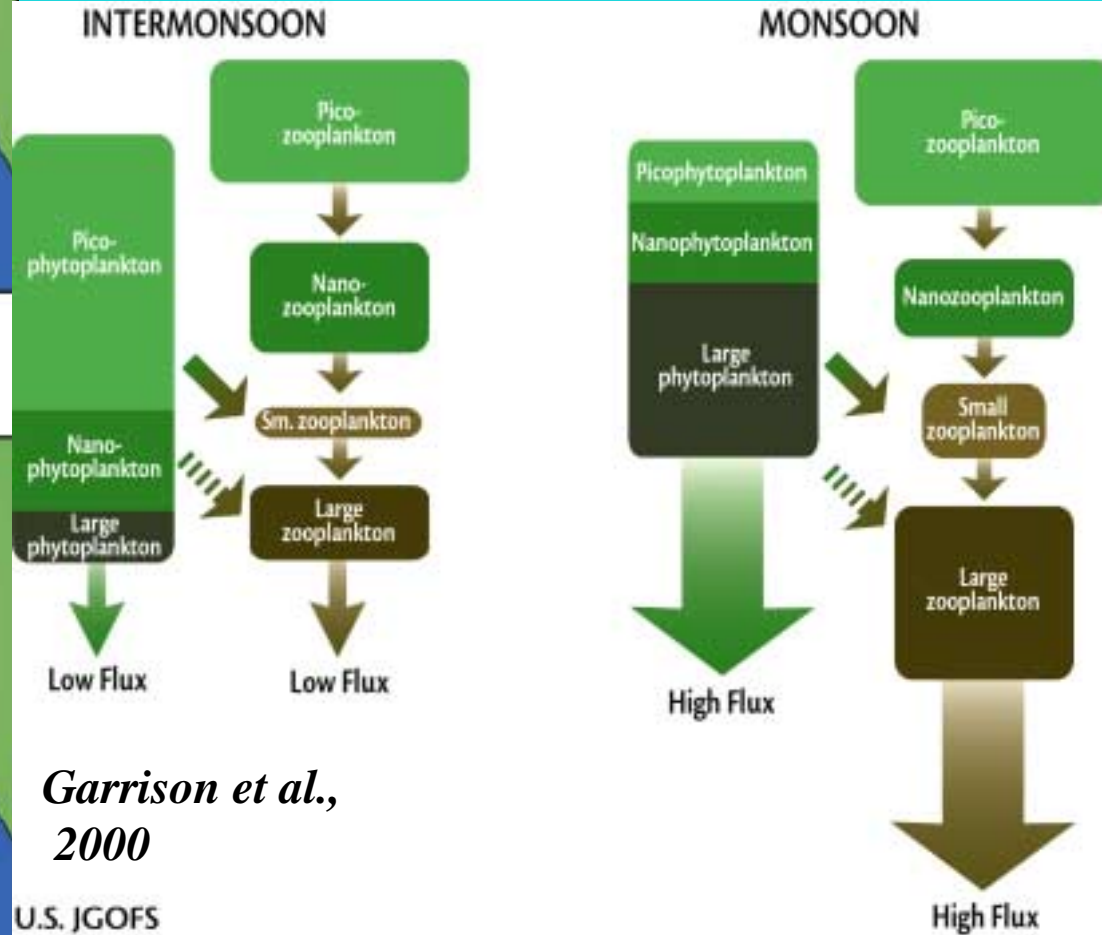 INTERMONSOON
MONSOON
Pico-
phytoplankton
Nano-
phytoplankton
Large
phytoplankton
Low Flux
Pico-
zooplankton
Nano-
zooplankton
Sm. zooplankton
Large
zooplankton
Low Flux
Picophytoplankton
Nanophytoplankton
Large
phytoplankton
High Flux
Pico-
zooplankton
Nanozooplankton
Small
zooplankton
Large
zooplankton
High Flux
Garrison et al.,
2000
U.S. JGOFS